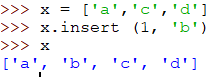 >>> x = ['a','c','d']
>>> x.insert (1, 'b')
>>> x
['a', 'b', 'c', 'd']